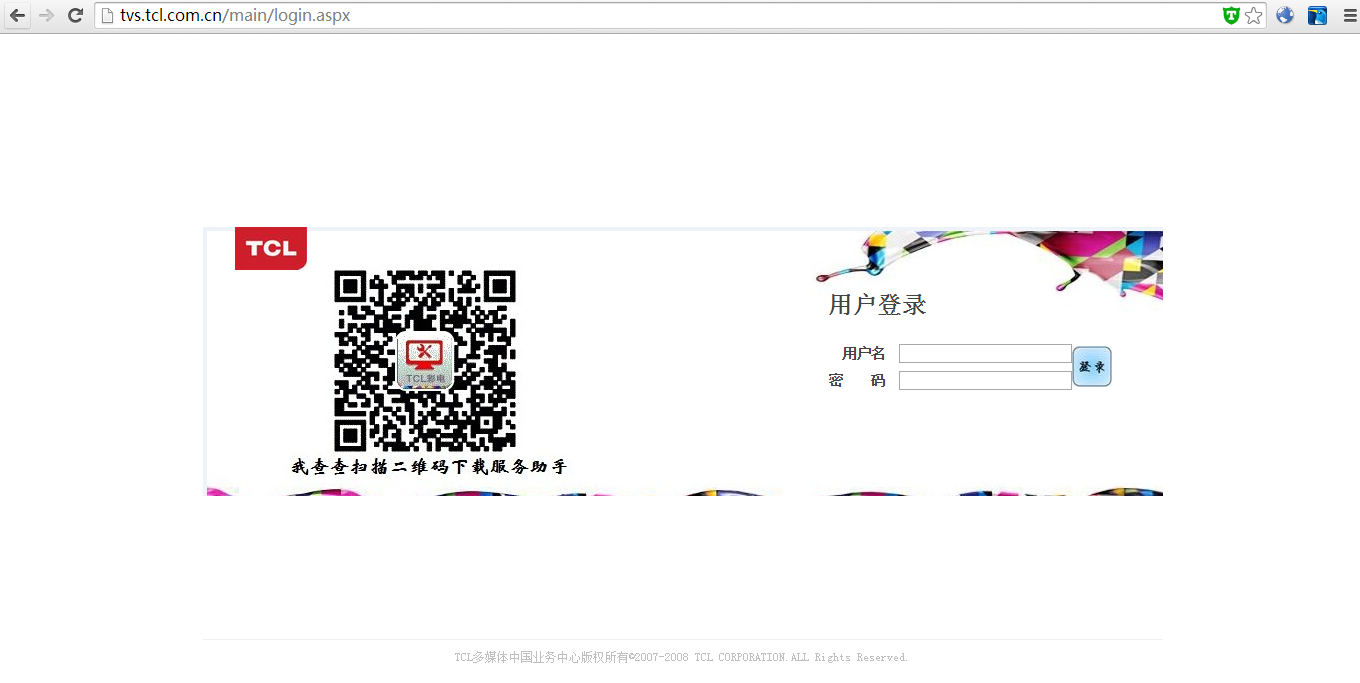 tvs.tcl.com.cn/main/login.aspx
TCL
TCL彩电
我查查扫描二维码下载服务助手
用户登录
用户名
密 码
登录
TCL多媒体中国业务中心版权所有©2007-2008 TCL CORPORATION.ALL Rights Reserved.